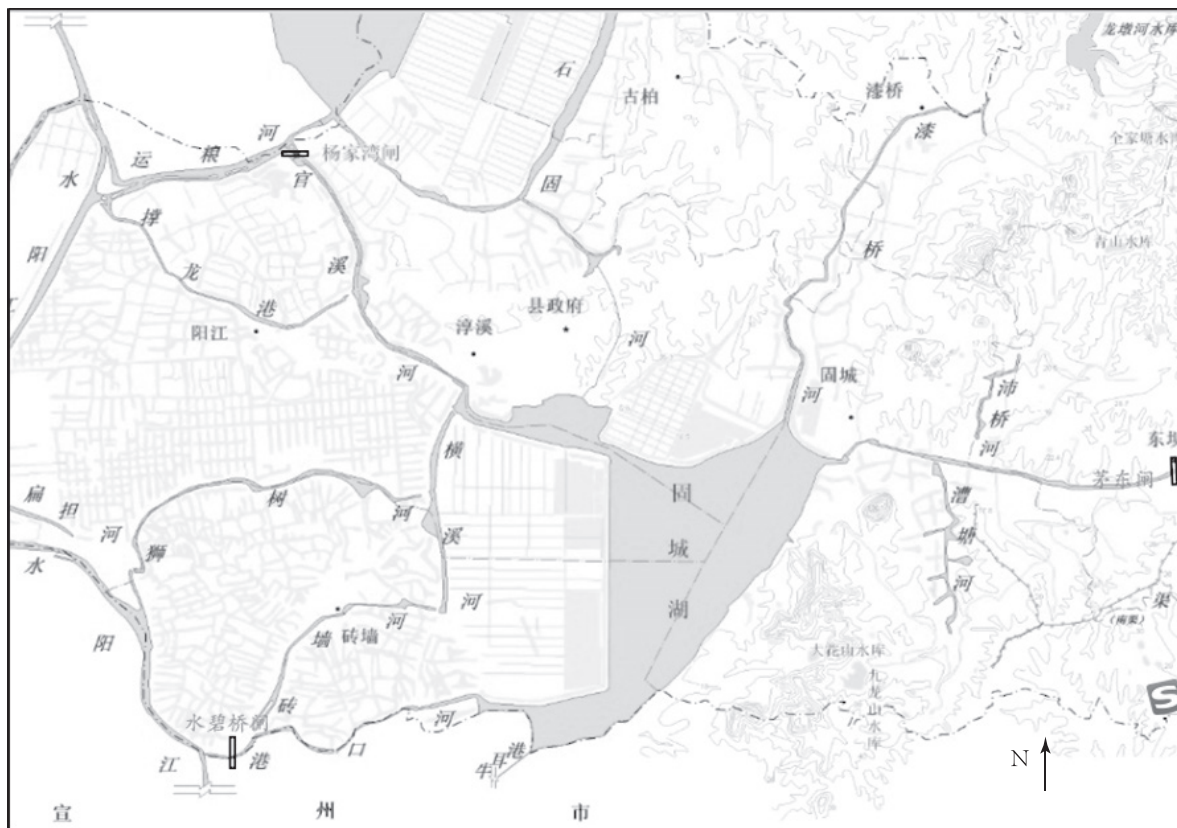 龙墩河水库
石
古柏
漆桥
漆
河
运粮河
杨家湾闸
官
仝家塘水库
水
固
撑
桥
青山水库
阳
龙
溪
港
县政府
阳江
淳溪
河
河
固城
沛
河
桥
河
横
东坝
茅东闸
固
漕
扁
树
担
河
河
溪
塘
城
狮
水
河
河
渠
湖
砖墙
墙
河
阳
(南渠)
大花山水库
九龙山水库
水碧桥闸
砖
河
江
港
口
牛耳港
N
宣州市
S